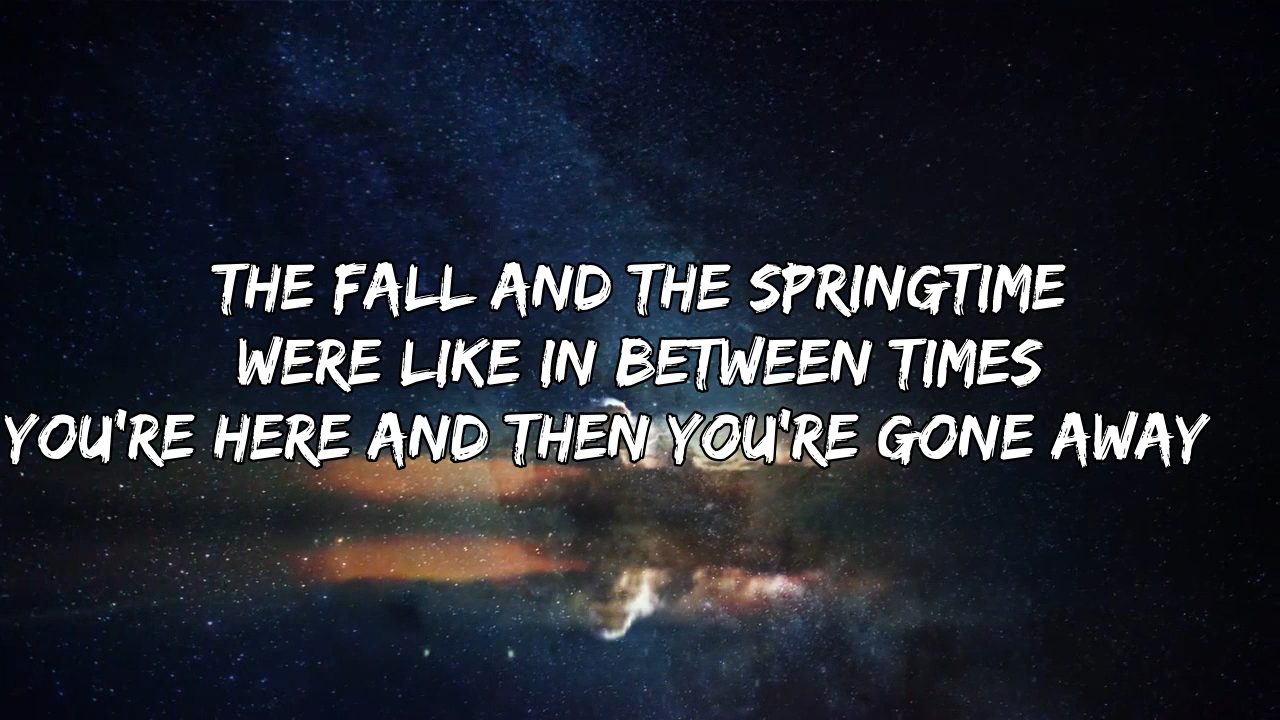 THE FALL AND THE SPRINGTIME
WERE LIKE IN BETWEEN TIMES
YOU'RE HERE AND THEN YOU'RE GONE AWAY